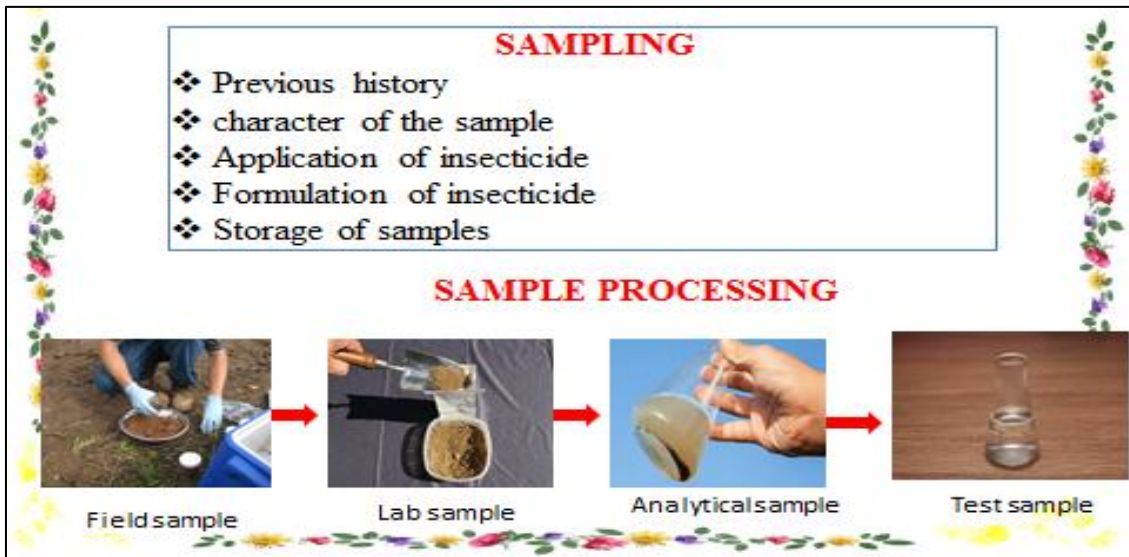 SAMPLING
❖ Previous history
❖ character of the sample
❖ Application of insecticide
❖ Formulation of insecticide
❖ Storage of samples
SAMPLE PROCESSING
Field sample
Lab sample
Analytical sample
Test sample